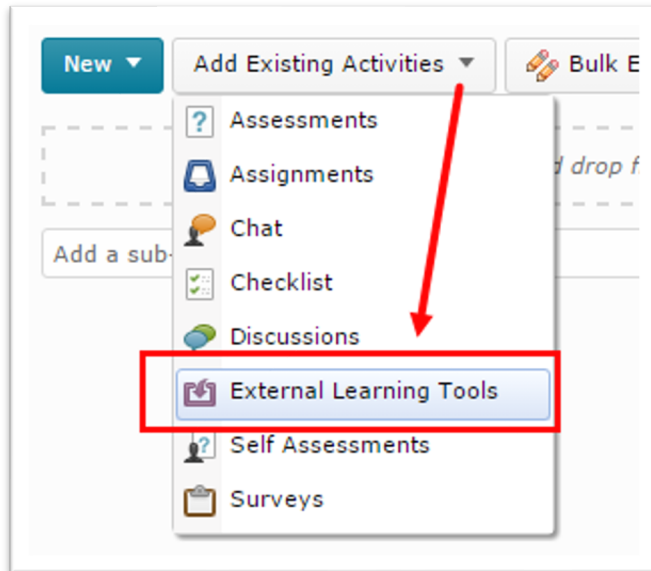 New Add Existing Activities Bulk E
Assessments
drop f
Assignments
Chat
Add a sub-
Checklist
Discussions
External Learning Tools
Self Assessments
Surveys